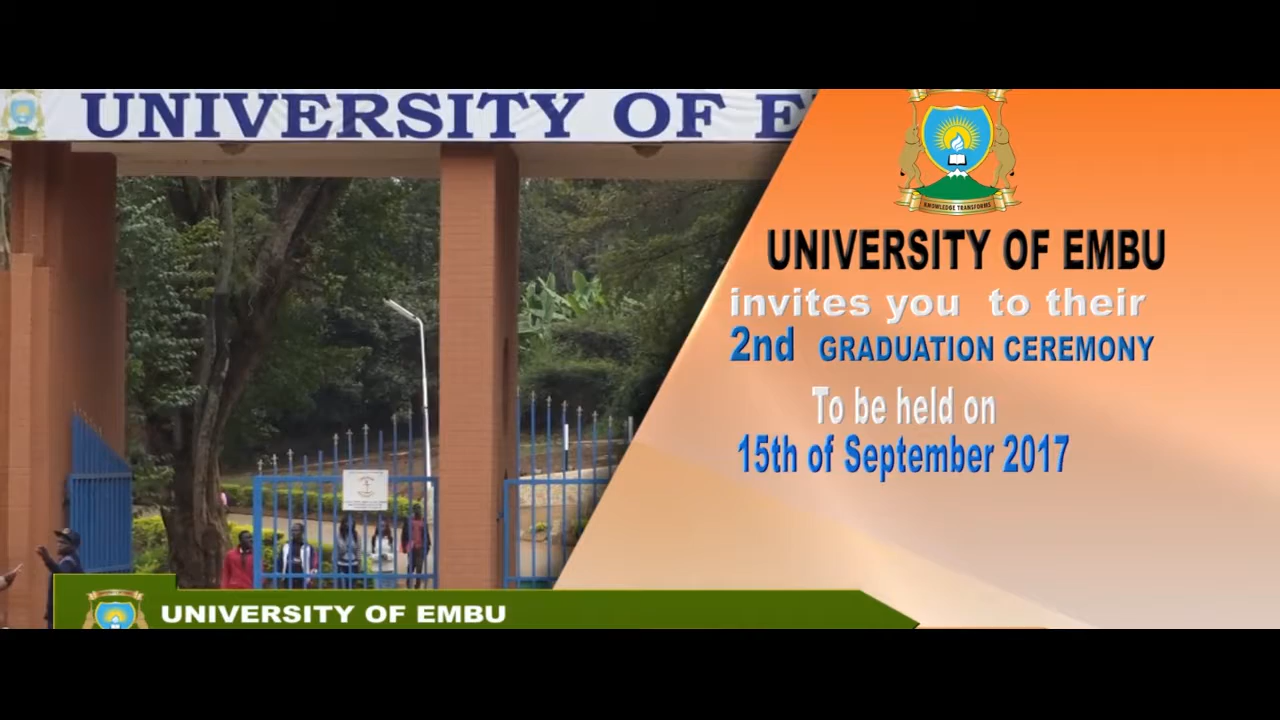 UNIVERSITY OF E
KNOWLEDGE TRANSFORMS
UNIVERSITY OF EMBU
invites you to their
2nd GRADUATION CEREMONY
To be held on
15th of September 2017
UNIVERSITY OF EMBU